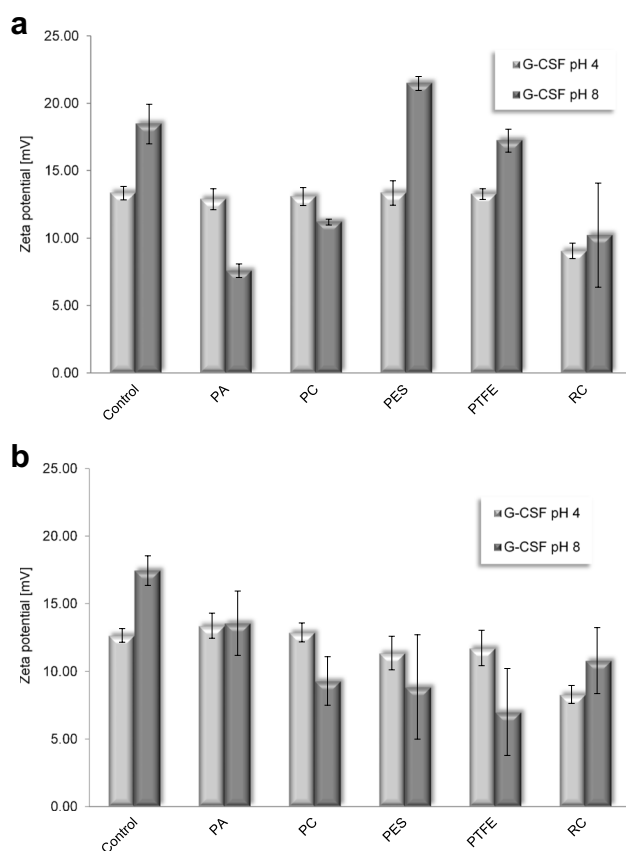 a
25.00
20.00
15.00
10.00
5.00
0.00
Zeta potential [mV]
G-CSF pH 4
G-CSF pH 8
Control
PA
PC
PES
PTFE
RC
b
25.00
20.00
15.00
10.00
5.00
0.00
Zeta potential [mV]
G-CSF pH 4
G-CSF pH 8
Control
PA
PC
PES
PTFE
RC